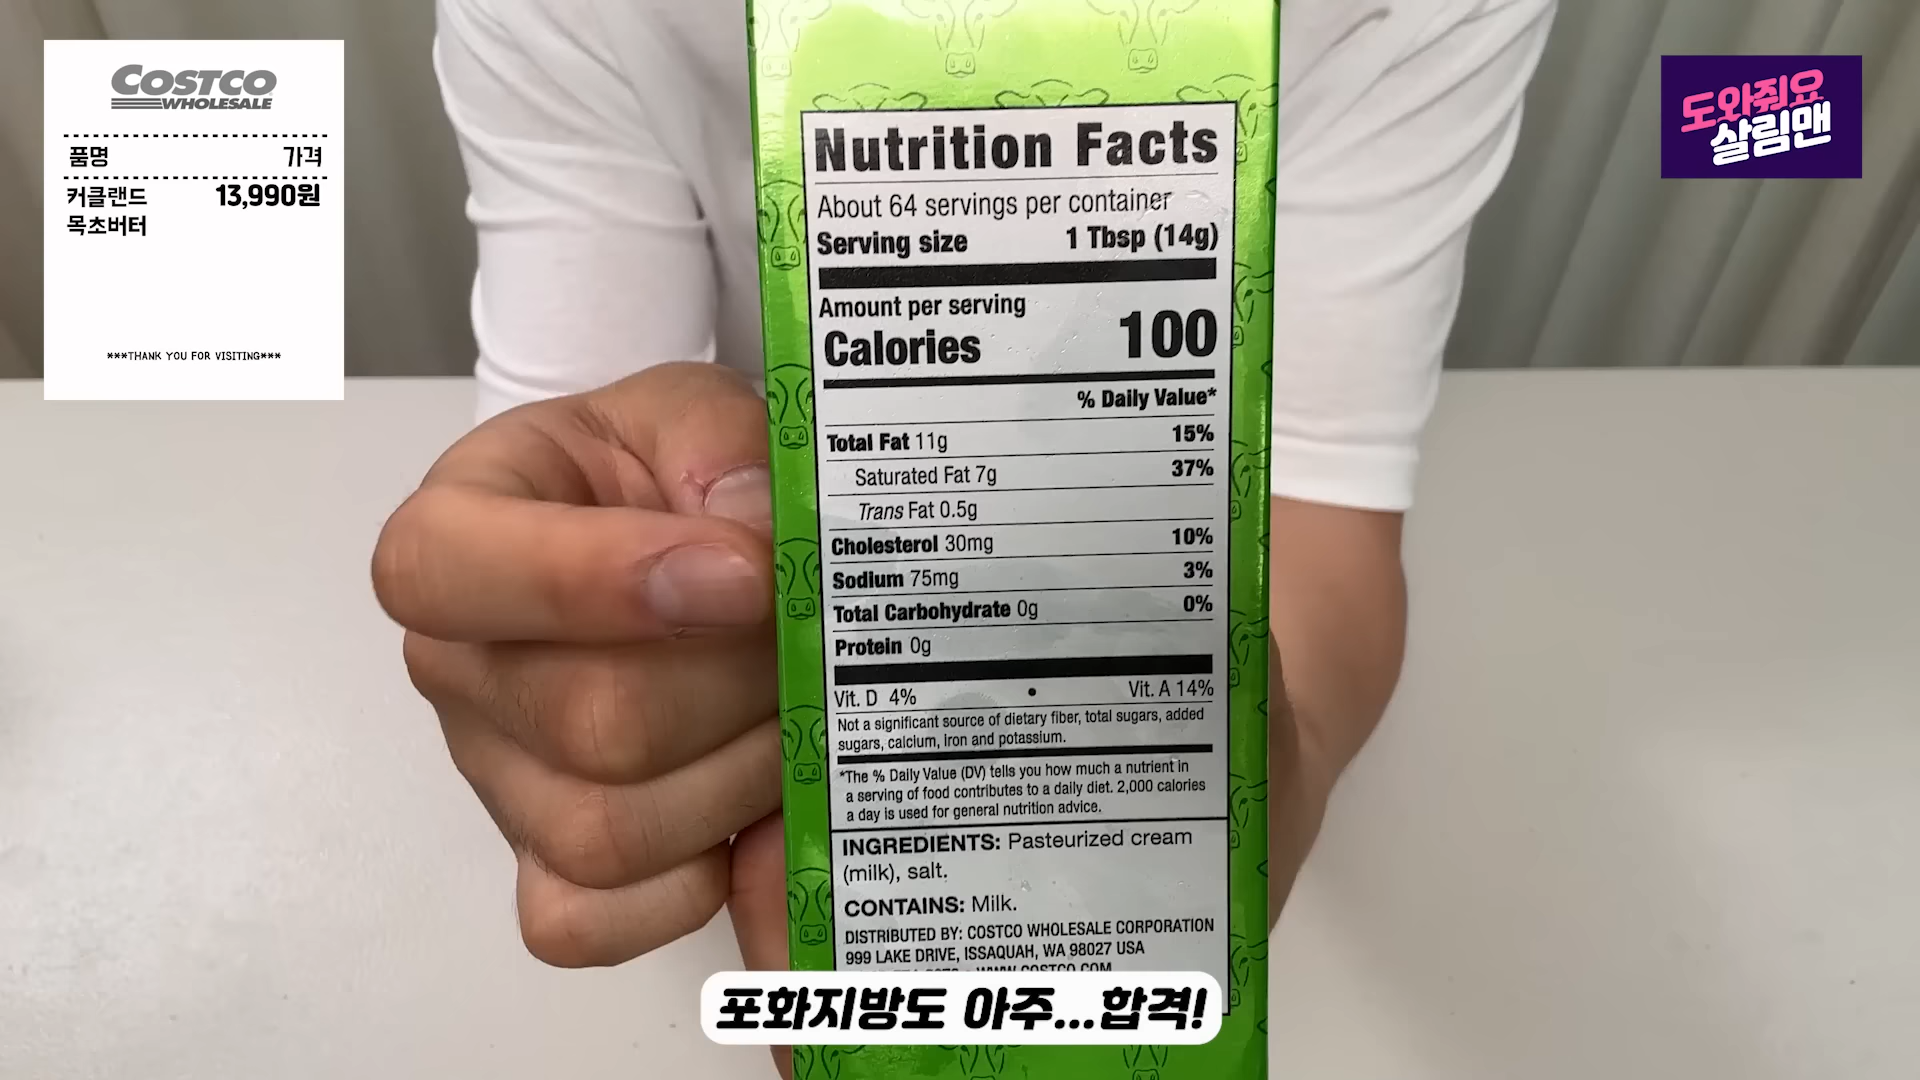 COSTCO
WHOLESALE
품명 가격
커클랜드 13,990원
목초버터
***THANK YOU FOR VISITING***
도와줘요
살림맨
Nutrition Facts
About 64 servings per container
Serving size 1 Tbsp (14g)
Amount per serving
Calories 100
% Daily Value*
Total Fat 11g 15%
Saturated Fat 7g 37%
Trans Fat 0.5g
Cholesterol 30mg 10%
Sodium 75mg 3%
Total Carbohydrate 0g 0%
Protein 0g
Vit. D 4% • Vit. A 14%
Not a significant source of dietary fiber, total sugars, added
sugars, calcium, iron and potassium.
*The % Daily Value (DV) tells you how much a nutrient in
a serving of food contributes to a daily diet. 2,000 calories
a day is used for general nutrition advice.
INGREDIENTS: Pasteurized cream
(milk), salt.
CONTAINS: Milk.
DISTRIBUTED BY: COSTCO WHOLESALE CORPORATION
999 LAKE DRIVE, ISSAQUAH, WA 98027 USA
WWW.COSTCO.COM
포화지방도 아주...합격!